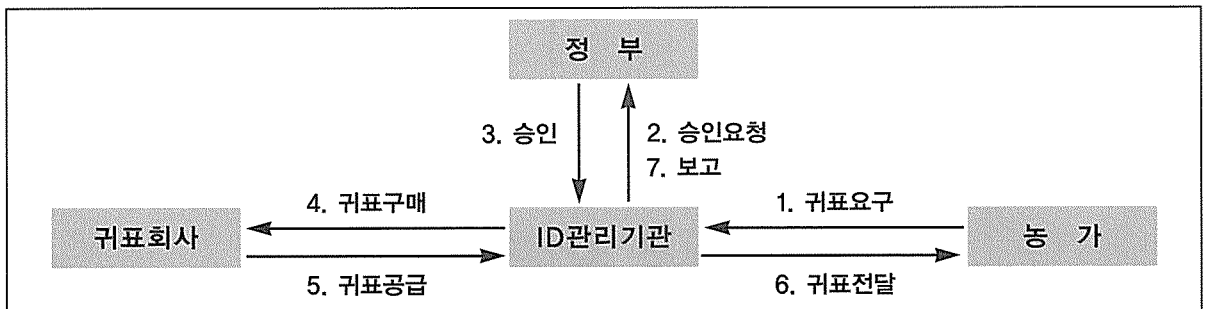 정 부
3. 승인
2. 승인요청
7. 보고
4. 귀표구매
1. 귀표요구
귀표회사
ID관리기관
농 가
5. 귀표공급
6. 귀표전달